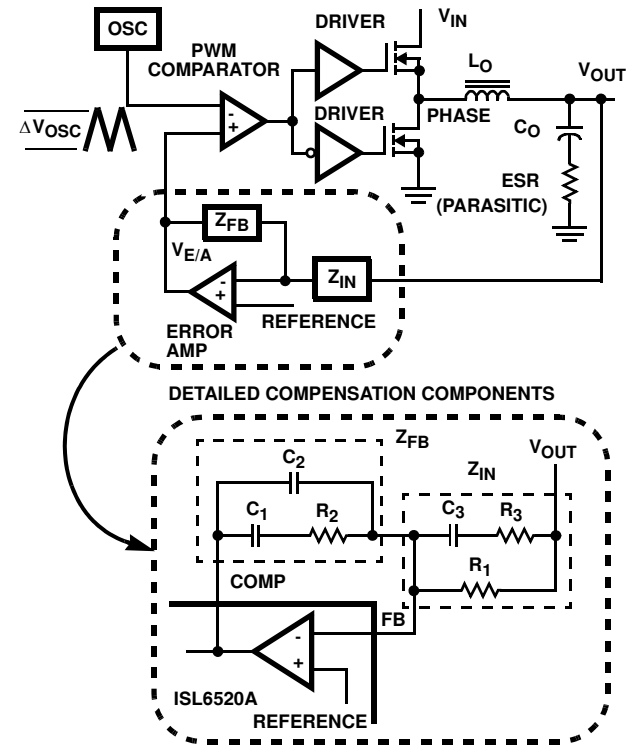 OSC
PWM
COMPARATOR
DRIVER
V_IN
L_O
V_OUT
ΔV_OSC
-
+
DRIVER
PHASE
C_O
ESR
(PARASITIC)
Z_FB
V_E/A
-
+
Z_IN
REFERENCE
ERROR
AMP
DETAILED COMPENSATION COMPONENTS
Z_FB
V_OUT
C_2
Z_IN
C_1
R_2
C_3
R_3
R_1
COMP
FB
-
+
ISL6520A
REFERENCE